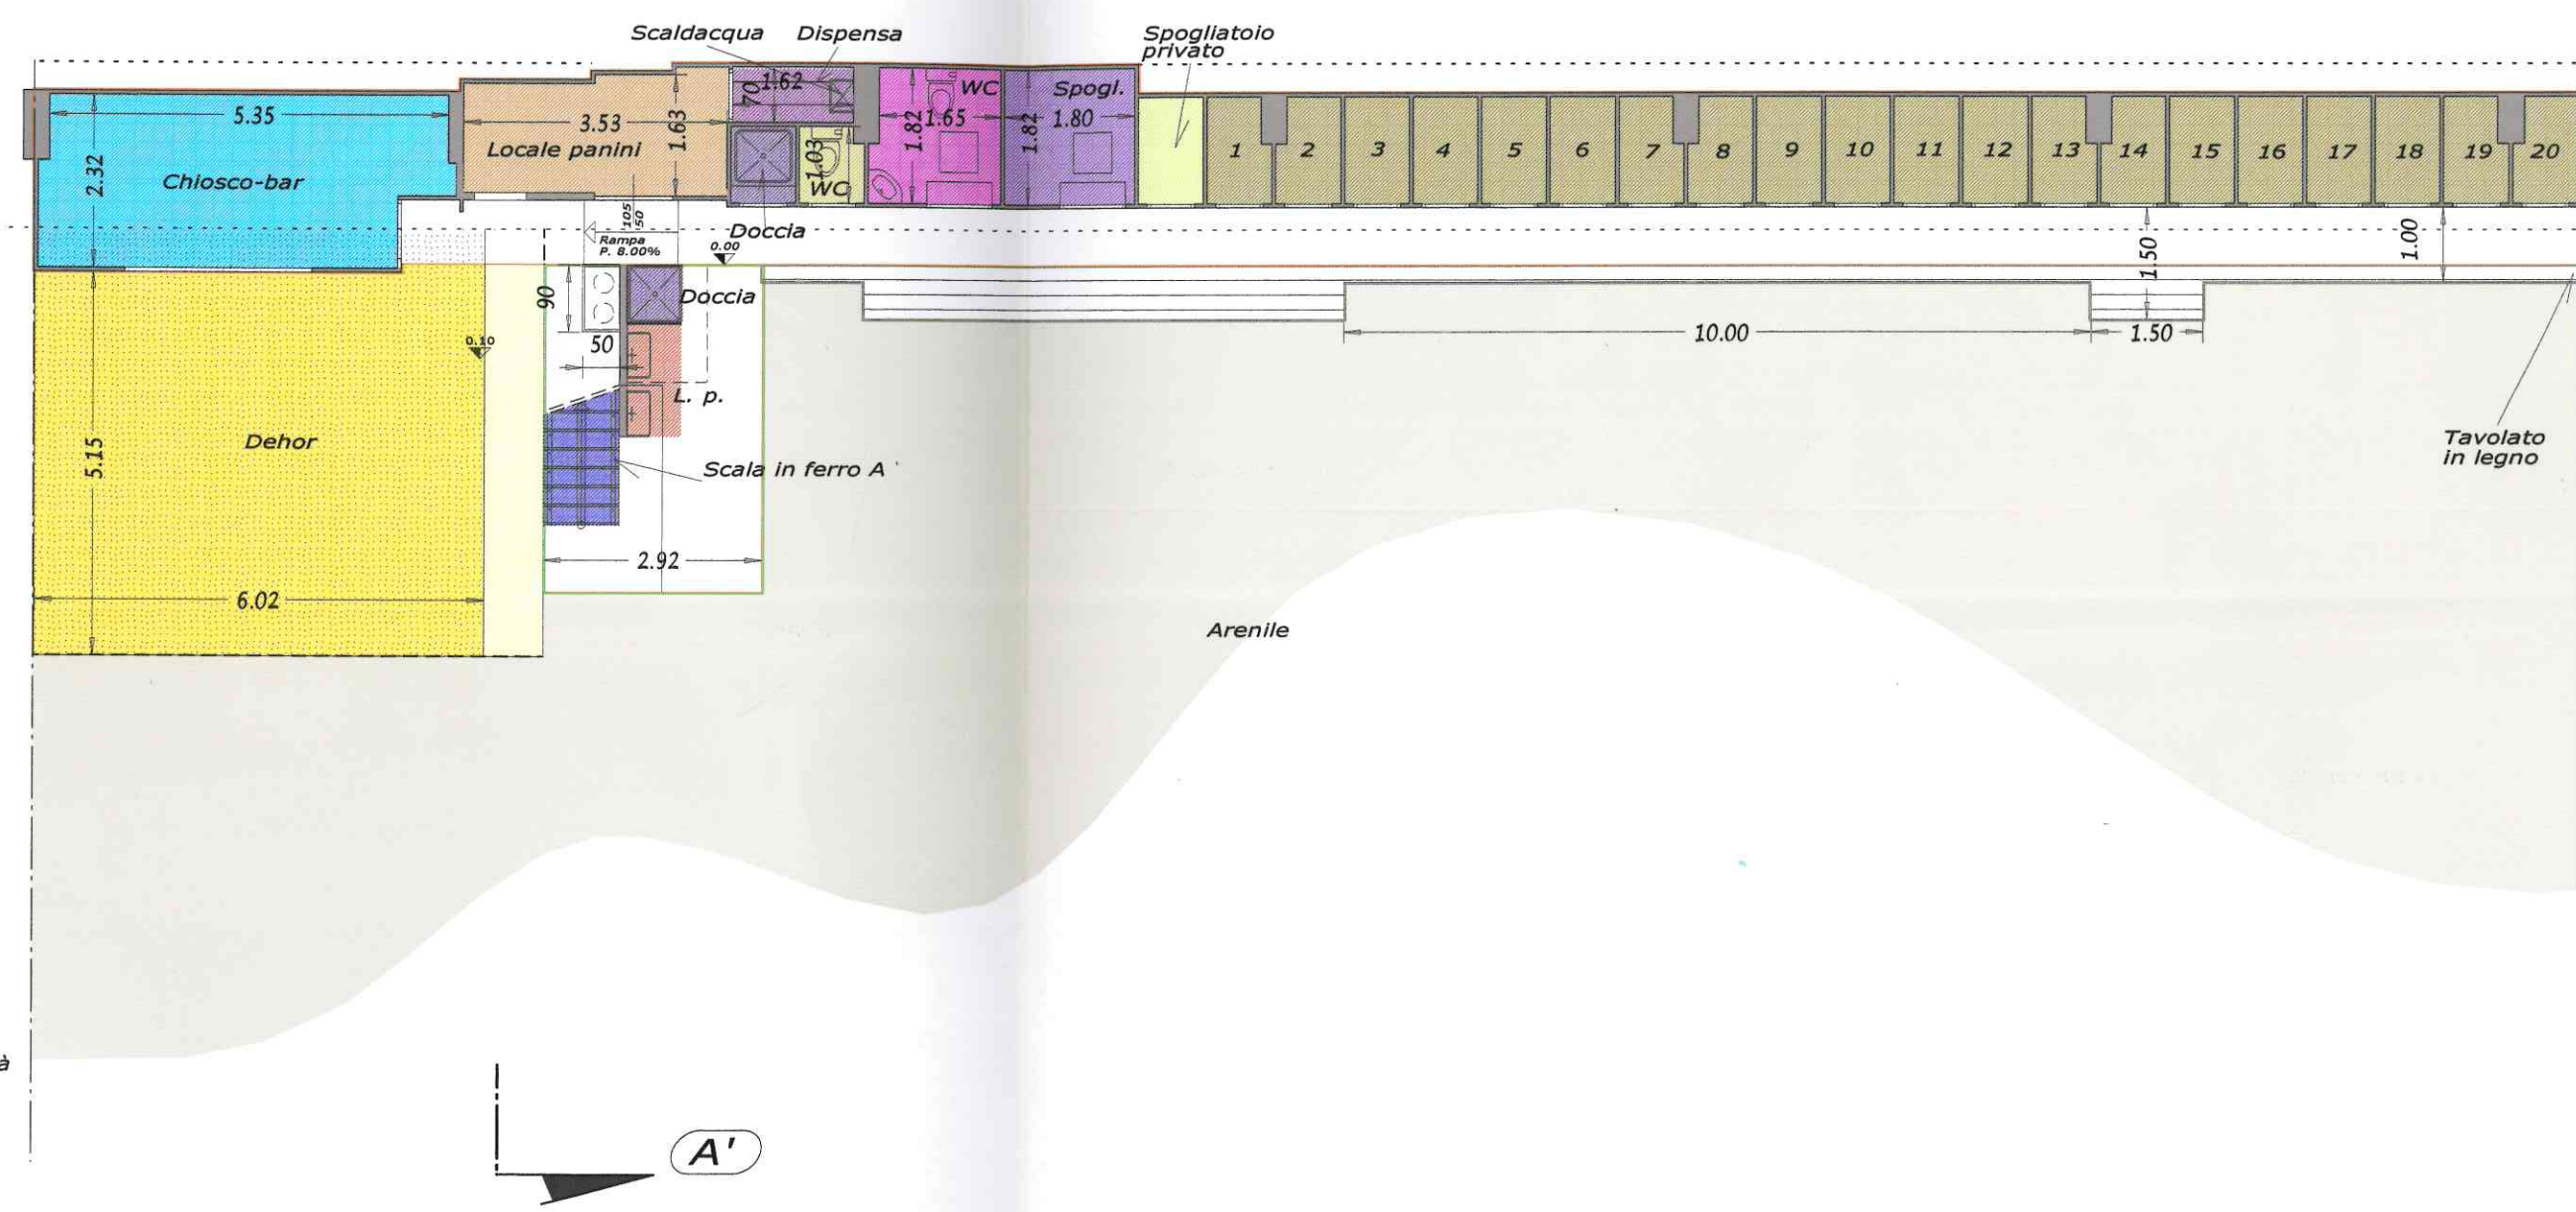 Scaldacqua
Dispensa
Spogliatoio
privato
5.35
2.32
Chiosco-bar
3.53
Locale panini
1.63
1.62
70
1.03
WC
WC
1.82
1.65
Spogl.
1.82
1.80
1
2
3
4
5
6
7
8
9
10
11
12
13
14
15
16
17
18
19
20
105
50
Rampa
P. 8.00%
Doccia
0.00
1.50
1.00
90
Doccia
50
0.10
10.00
1.50
L. p.
Dehor
5.15
Scala in ferro A
Tavolato
in legno
2.92
6.02
Arenile
à
A'